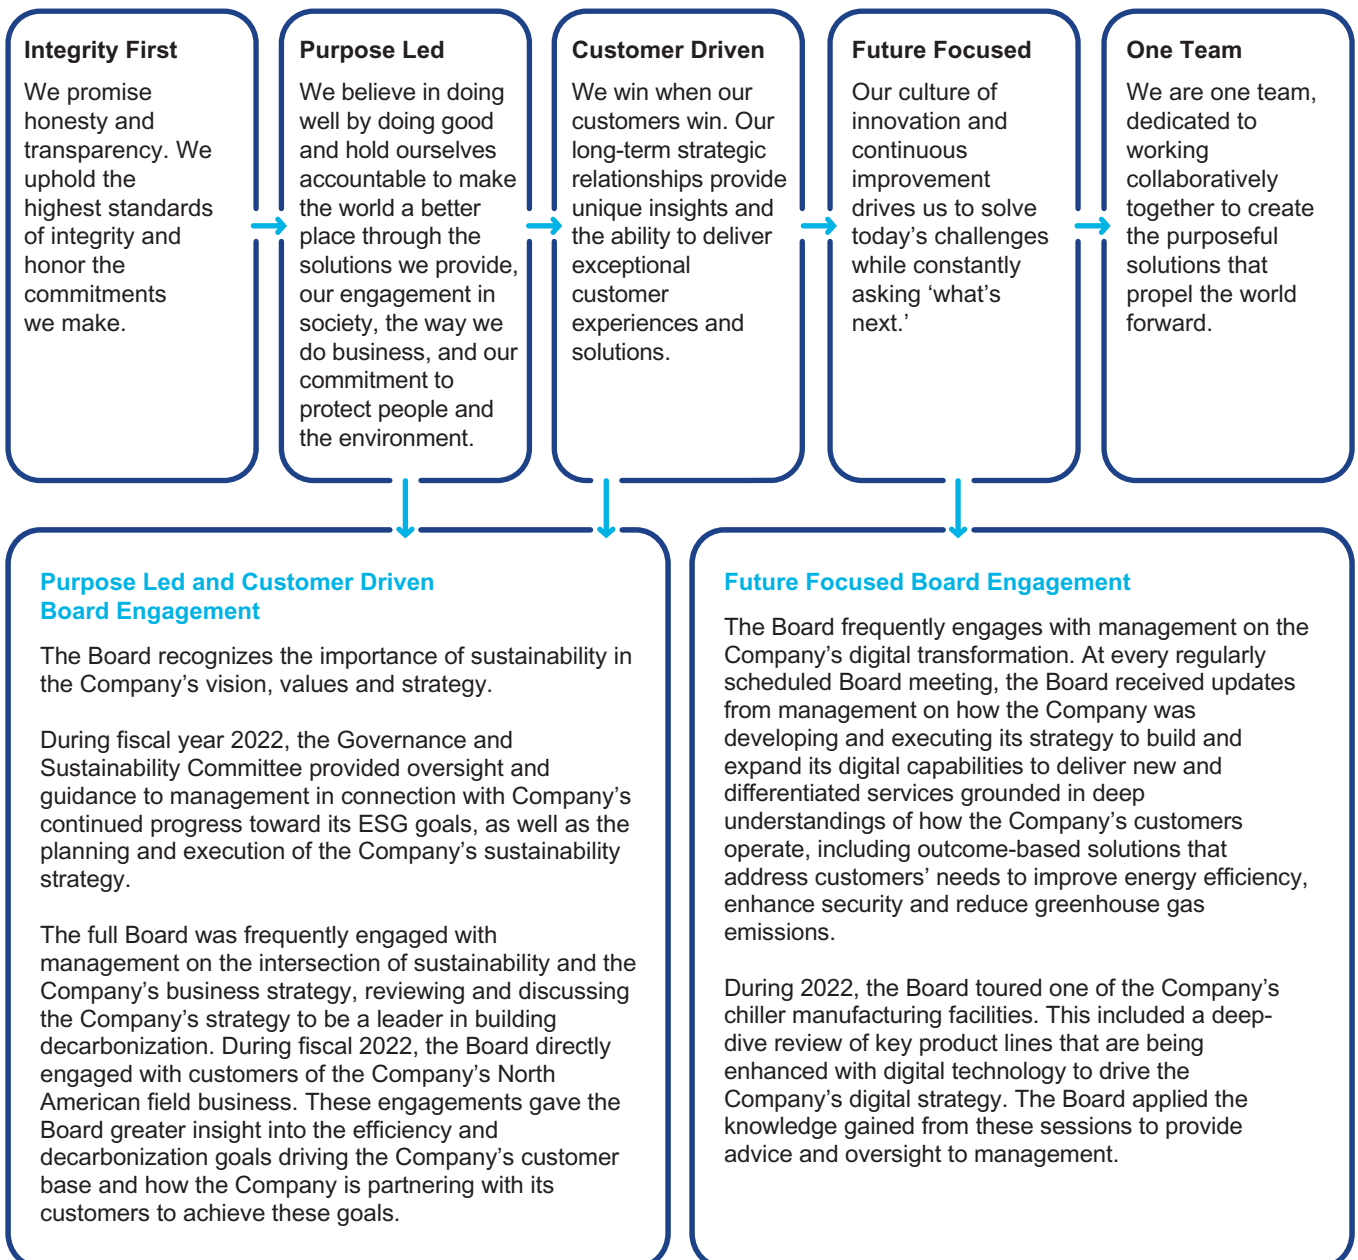 Integrity First
We promise
honesty and
transparency. We
uphold the
highest standards
of integrity and
honor the
commitments
we make.
Purpose Led
We believe in doing
well by doing good
and hold ourselves
accountable to make
the world a better
place through the
solutions we provide,
our engagement in
society, the way we
do business, and our
commitment to
protect people and
the environment.
Customer Driven
We win when our
customers win. Our
long-term strategic
relationships provide
unique insights and
the ability to deliver
exceptional
customer
experiences and
solutions.
Future Focused
Our culture of
innovation and
continuous
improvement
drives us to solve
today’s challenges
while constantly
asking ‘what’s
next.’
One Team
We are one team,
dedicated to
working
collaboratively
together to create
the purposeful
solutions that
propel the world
forward.
Purpose Led and Customer Driven
Board Engagement
The Board recognizes the importance of sustainability in
the Company’s vision, values and strategy.
During fiscal year 2022, the Governance and
Sustainability Committee provided oversight and
guidance to management in connection with Company’s
continued progress toward its ESG goals, as well as the
planning and execution of the Company’s sustainability
strategy.
The full Board was frequently engaged with
management on the intersection of sustainability and the
Company’s business strategy, reviewing and discussing
the Company’s strategy to be a leader in building
decarbonization. During fiscal 2022, the Board directly
engaged with customers of the Company’s North
American field business. These engagements gave the
Board greater insight into the efficiency and
decarbonization goals driving the Company’s customer
base and how the Company is partnering with its
customers to achieve these goals.
Future Focused Board Engagement
The Board frequently engages with management on the
Company’s digital transformation. At every regularly
scheduled Board meeting, the Board received updates
from management on how the Company was
developing and executing its strategy to build and
expand its digital capabilities to deliver new and
differentiated services grounded in deep
understandings of how the Company’s customers
operate, including outcome-based solutions that
address customers’ needs to improve energy efficiency,
enhance security and reduce greenhouse gas
emissions.
During 2022, the Board toured one of the Company’s
chiller manufacturing facilities. This included a deep-
dive review of key product lines that are being
enhanced with digital technology to drive the
Company’s digital strategy. The Board applied the
knowledge gained from these sessions to provide
advice and oversight to management.